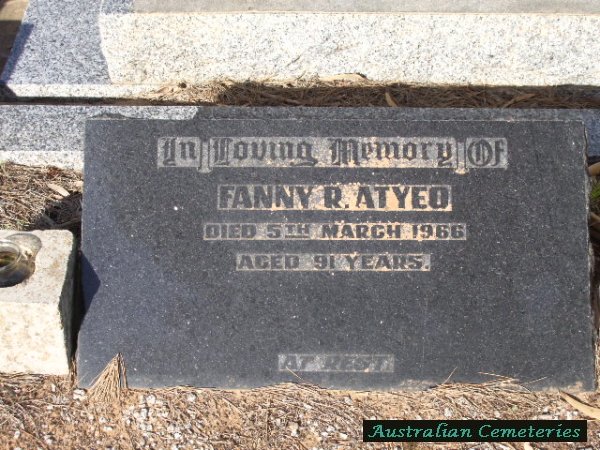 In Loving Memory Of
FANNY R. ATYEO
DIED 5TH MARCH 1966
AGED 91 YEARS.
AT REST
Australian Cemeteries